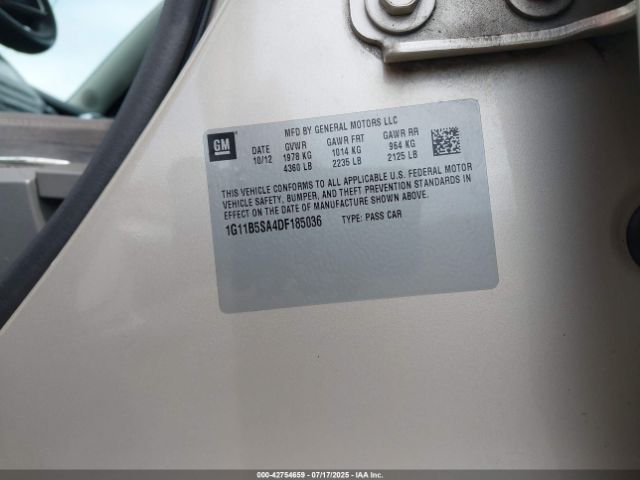 GM
MFD BY GENERAL MOTORS LLC
DATE GVWR GAWR FRT GAWR RR
10/12 1978 KG 1014 KG 964 KG
4360 LB 2235 LB 2125 LB
THIS VEHICLE CONFORMS TO ALL APPLICABLE U.S. FEDERAL MOTOR
VEHICLE SAFETY, BUMPER, AND THEFT PREVENTION STANDARDS IN
EFFECT ON THE DATE OF MANUFACTURE SHOWN ABOVE.
1G11B5SA4DF185036 TYPE: PASS CAR
000-42754659 | 07/17/2025 - IAA Inc.